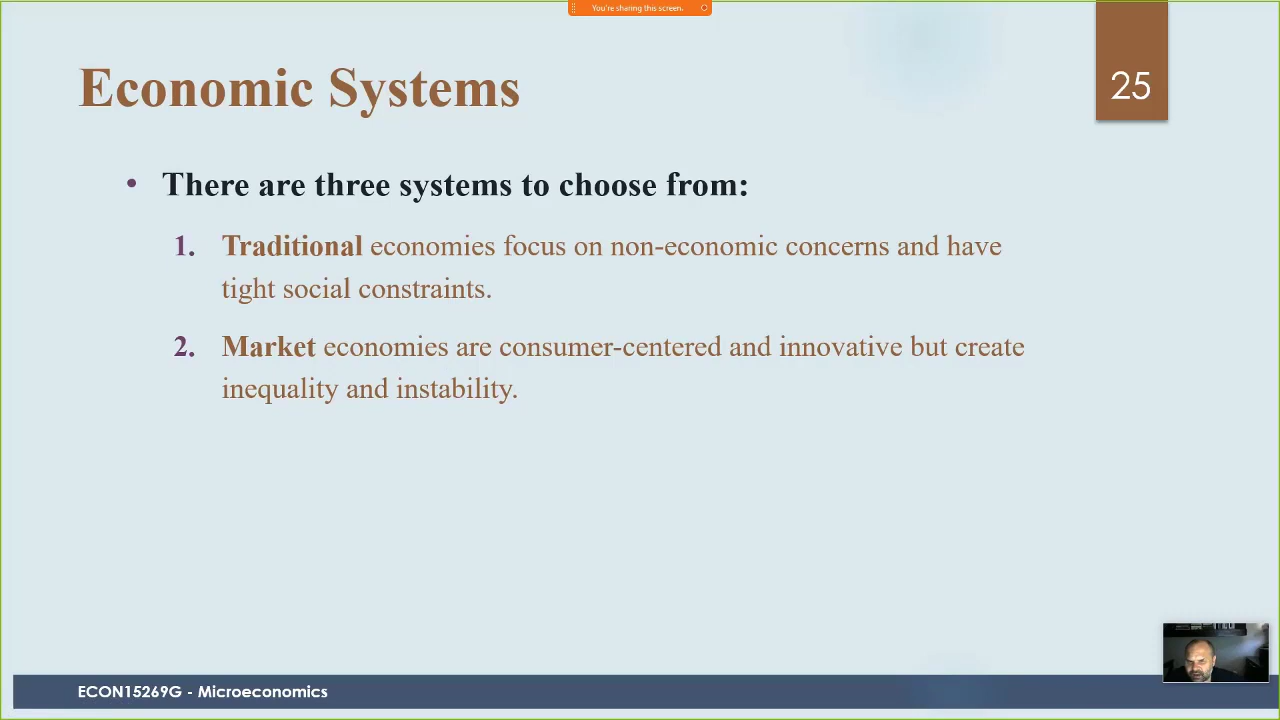 You're sharing this screen.
Economic Systems
25
• There are three systems to choose from:
1. Traditional economies focus on non-economic concerns and have
tight social constraints.
2. Market economies are consumer-centered and innovative but create
inequality and instability.
ECON15269G - Microeconomics